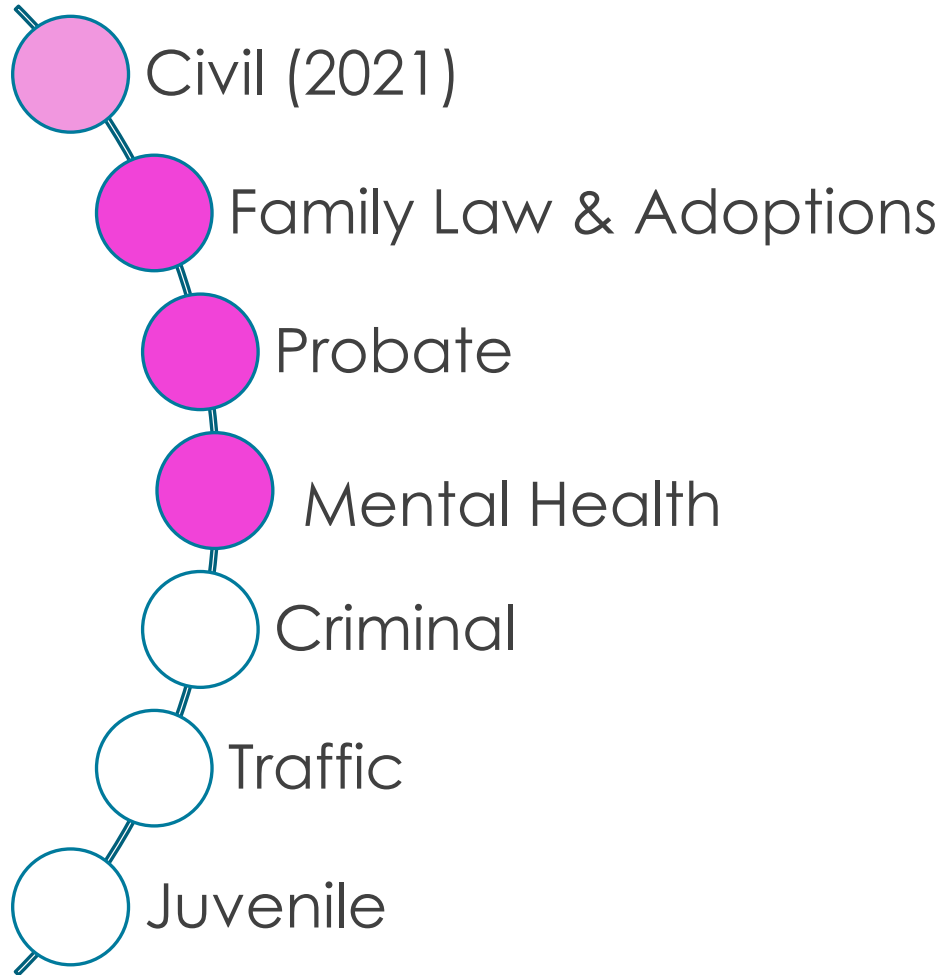 Civil (2021)
Family Law & Adoptions
Probate
Mental Health
Criminal
Traffic
Juvenile